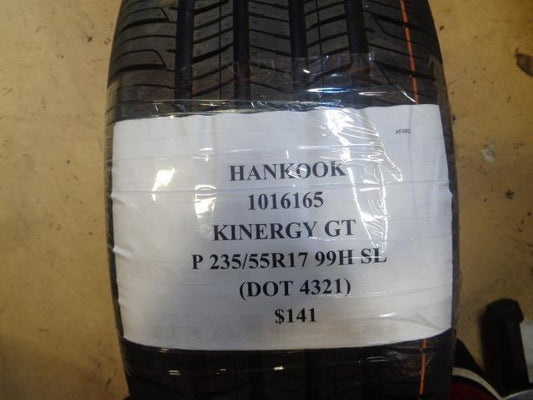 HANKOOK
1016165
KINERGY GT
P 235/55R17 99H SL
(DOT 4321)
$141